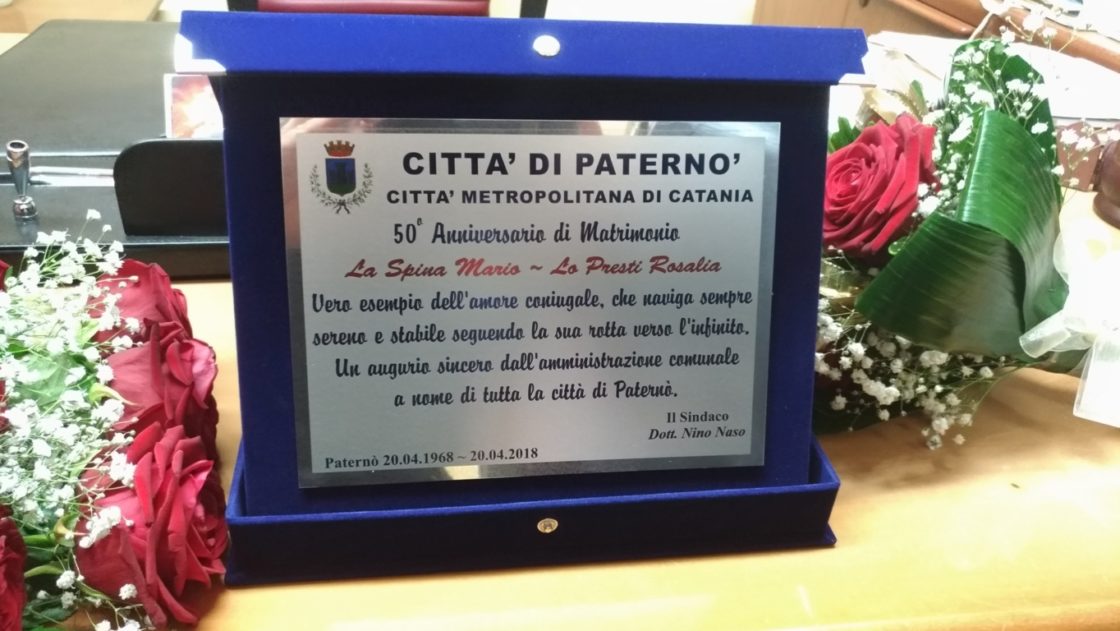 CITTA' DI PATERNO'
CITTA' METROPOLITANA DI CATANIA
50° Anniversario di Matrimonio
La Spina Mario ~ Lo Presti Rosalia
Vero esempio dell'amore coniugale, che naviga sempre
sereno e stabile seguendo la sua rotta verso l'infinito.
Un augurio sincero dall'amministrazione comunale
a nome di tutta la città di Paternò.
Il Sindaco
Dott. Nino Naso
Paternò 20.04.1968 ~ 20.04.2018